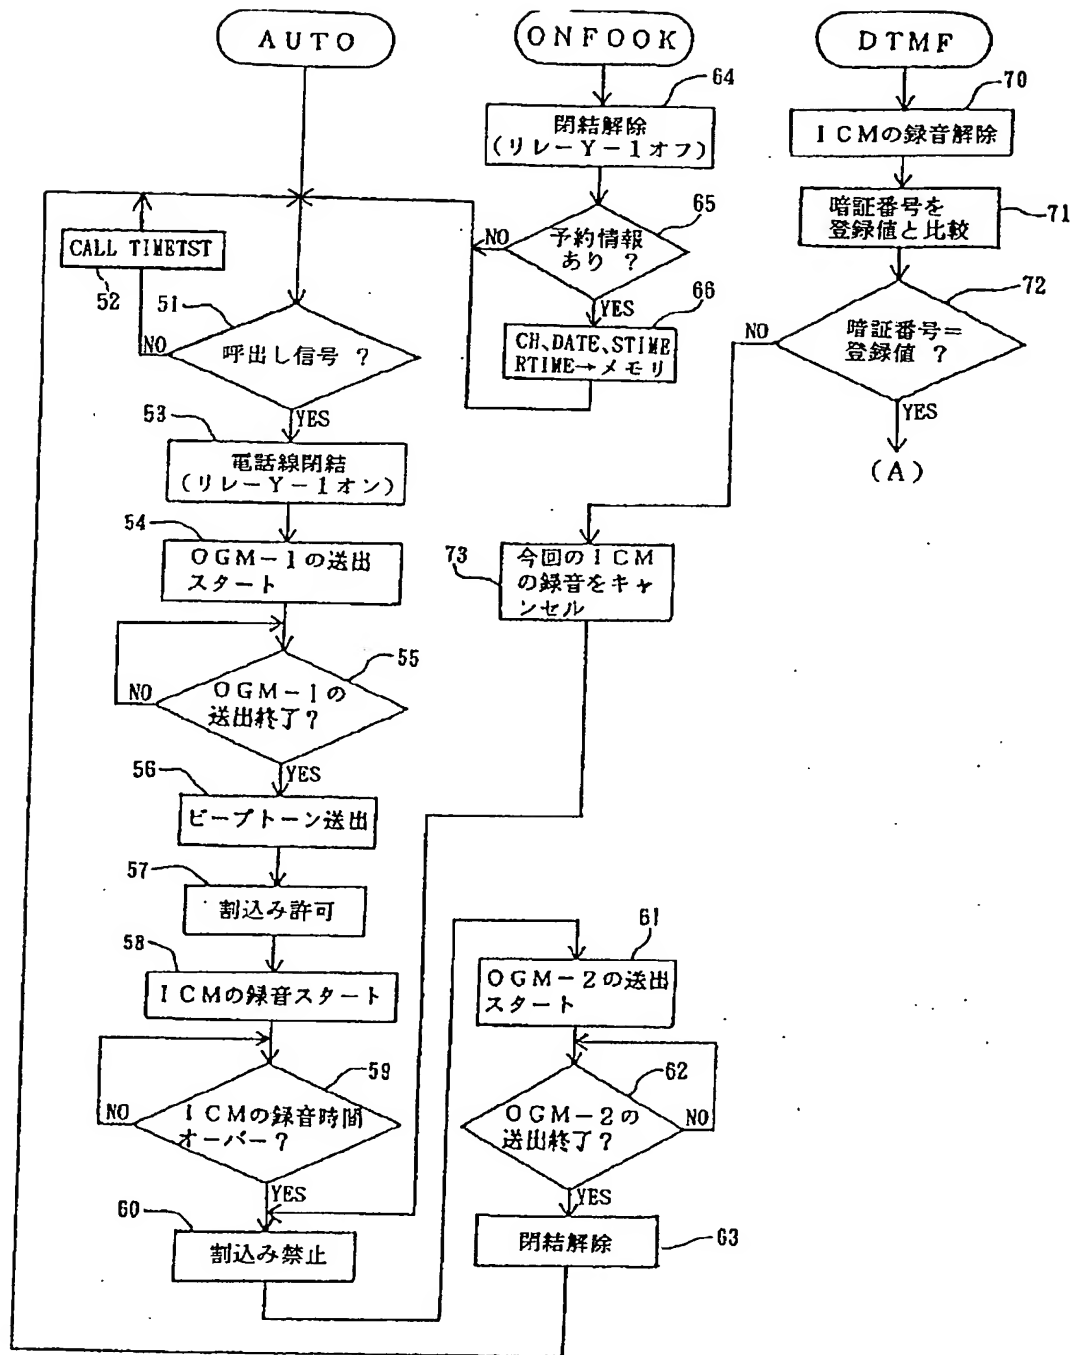 AUTO
CALL TIMETST
52
51
呼出し信号 ?
NO
YES
53
電話線閉結
(リレーY-1オン)
54
OGM-1の送出
スタート
55
OGM-1の
送出終了?
NO
YES
56
ビープトーン送出
57
割込み許可
58
ICMの録音スタート
59
ICMの録音時間
オーバー?
NO
YES
60
割込み禁止
61
OGM-2の送出
スタート
62
OGM-2の
送出終了?
NO
YES
閉結解除
63
ONFOOK
64
閉結解除
(リレーY-1オフ)
65
予約情報
あり ?
NO
YES
66
CH、DATE、STIME
RTIME→メモリ
DTMF
70
ICMの録音解除
暗証番号を
登録値と比較
71
72
暗証番号=
登録値 ?
NO
YES
(A)
73
今回のICM
の録音をキャ
ンセル